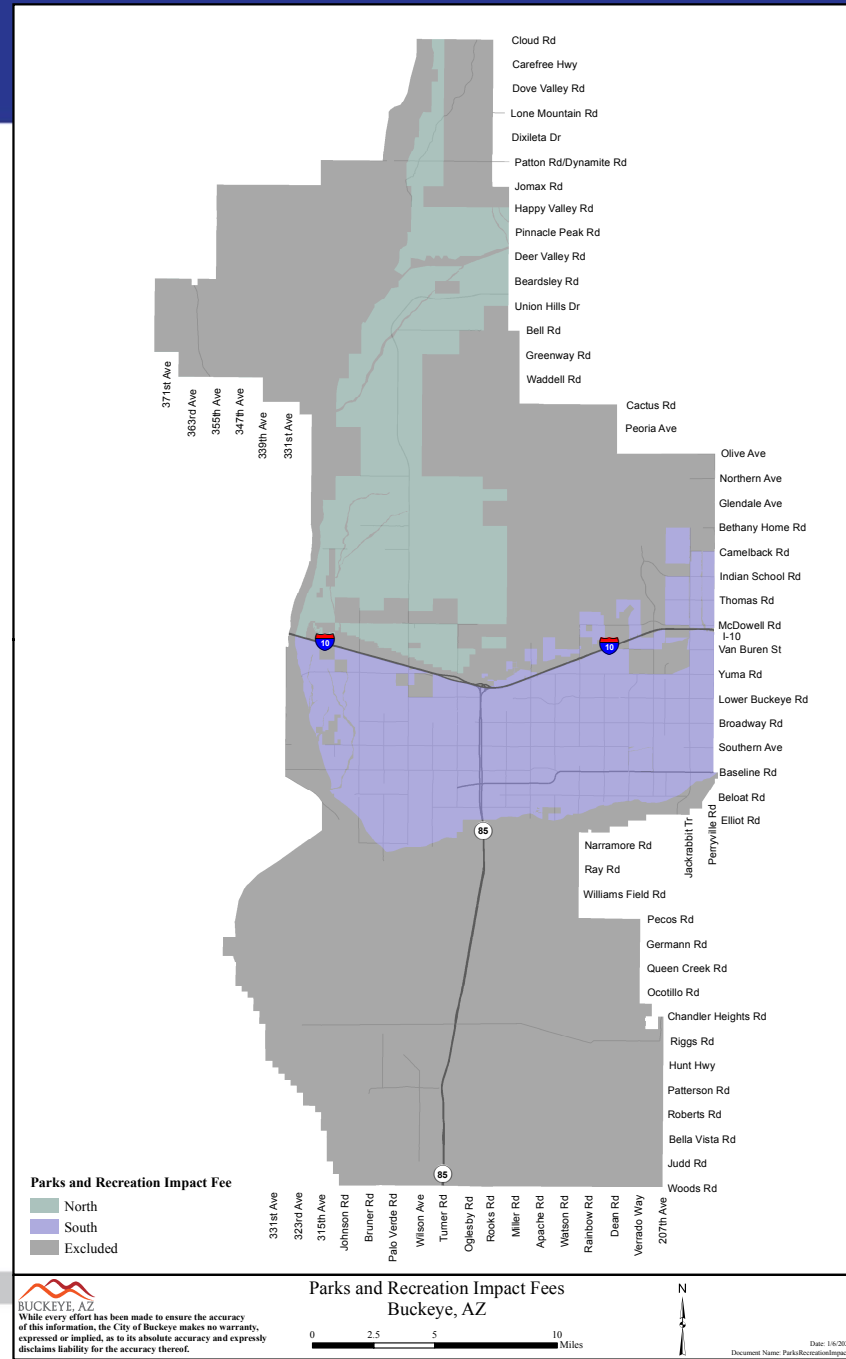 Cloud Rd
Carefree Hwy
Dove Valley Rd
Lone Mountain Rd
Dixileta Dr
Patton Rd/Dynamite Rd
Jomax Rd
Happy Valley Rd
Pinnacle Peak Rd
Deer Valley Rd
Beardsley Rd
Union Hills Dr
Bell Rd
Greenway Rd
Waddell Rd
371st Ave
363rd Ave
355th Ave
347th Ave
339th Ave
331st Ave
Cactus Rd
Peoria Ave
Olive Ave
Northern Ave
Glendale Ave
Bethany Home Rd
Camelback Rd
Indian School Rd
Thomas Rd
McDowell Rd
I-10
10
10
Van Buren St
Yuma Rd
Lower Buckeye Rd
Broadway Rd
Southern Ave
Baseline Rd
Beloat Rd
Elliot Rd
Jackrabbit Tr
Perryville Rd
85
Narramore Rd
Ray Rd
Williams Field Rd
Pecos Rd
Germann Rd
Queen Creek Rd
Ocotillo Rd
Chandler Heights Rd
Riggs Rd
Hunt Hwy
Patterson Rd
Roberts Rd
Bella Vista Rd
Judd Rd
Woods Rd
85
331st Ave
323rd Ave
315th Ave
Johnson Rd
Bruner Rd
Palo Verde Rd
Wilson Ave
Turner Rd
Oglesby Rd
Rooks Rd
Miller Rd
Apache Rd
Watson Rd
Rainbow Rd
Dean Rd
Verrado Way
207th Ave
Parks and Recreation Impact Fee
North
South
Excluded
BUCKEYE, AZ
While every effort has been made to ensure the accuracy
of this information, the City of Buckeye makes no warranty,
expressed or implied, as to its absolute accuracy and expressly
disclaims liability for the accuracy thereof.
Parks and Recreation Impact Fees
Buckeye, AZ
0 2.5 5 10
Miles
N
Date: 1/6/202
Document Name: ParksRecreationImpac